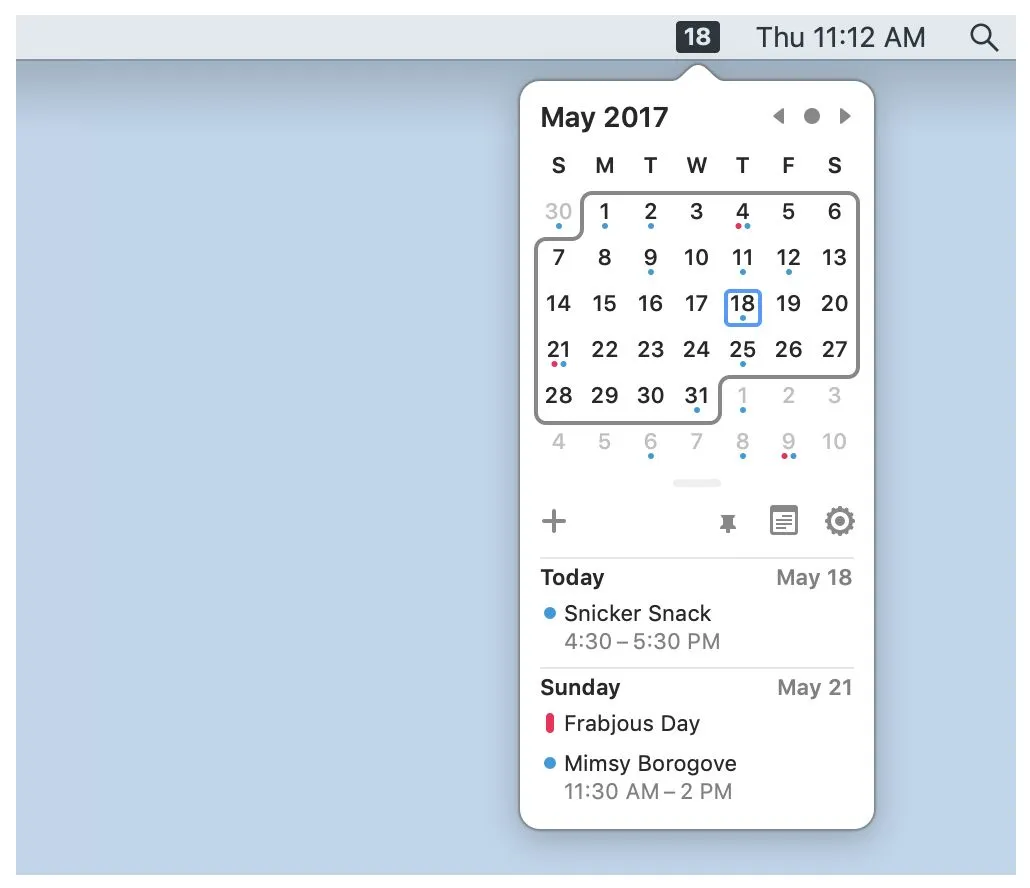 18 Thu 11:12 AM
May 2017
S M T W T F S
30 1 2 3 4 5 6
7 8 9 10 11 12 13
14 15 16 17 18 19 20
21 22 23 24 25 26 27
28 29 30 31 1 2 3
4 5 6 7 8 9 10
Today May 18
Snicker Snack
4:30 – 5:30 PM
Sunday May 21
Frabjous Day
Mimsy Borogove
11:30 AM – 2 PM